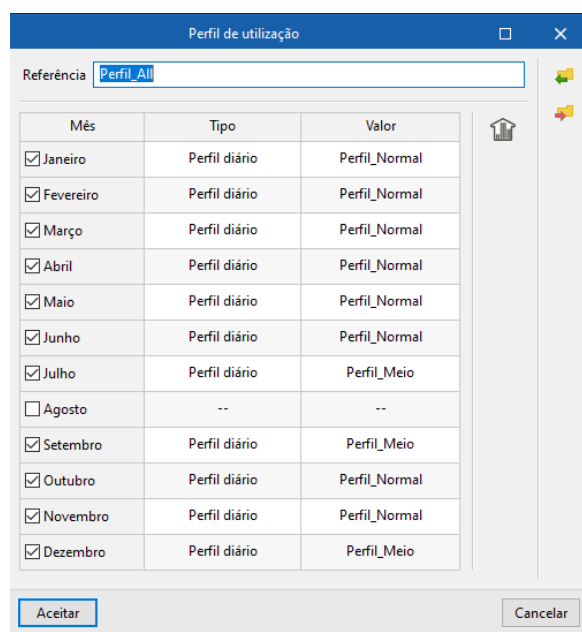 Perfil de utilização
Referência Perfil_All
Mês Tipo Valor
Janeiro Perfil diário Perfil_Normal
Fevereiro Perfil diário Perfil_Normal
Março Perfil diário Perfil_Normal
Abril Perfil diário Perfil_Normal
Maio Perfil diário Perfil_Normal
Junho Perfil diário Perfil_Normal
Julho Perfil diário Perfil_Meio
Agosto -- --
Setembro Perfil diário Perfil_Meio
Outubro Perfil diário Perfil_Normal
Novembro Perfil diário Perfil_Normal
Dezembro Perfil diário Perfil_Meio
Aceitar Cancelar